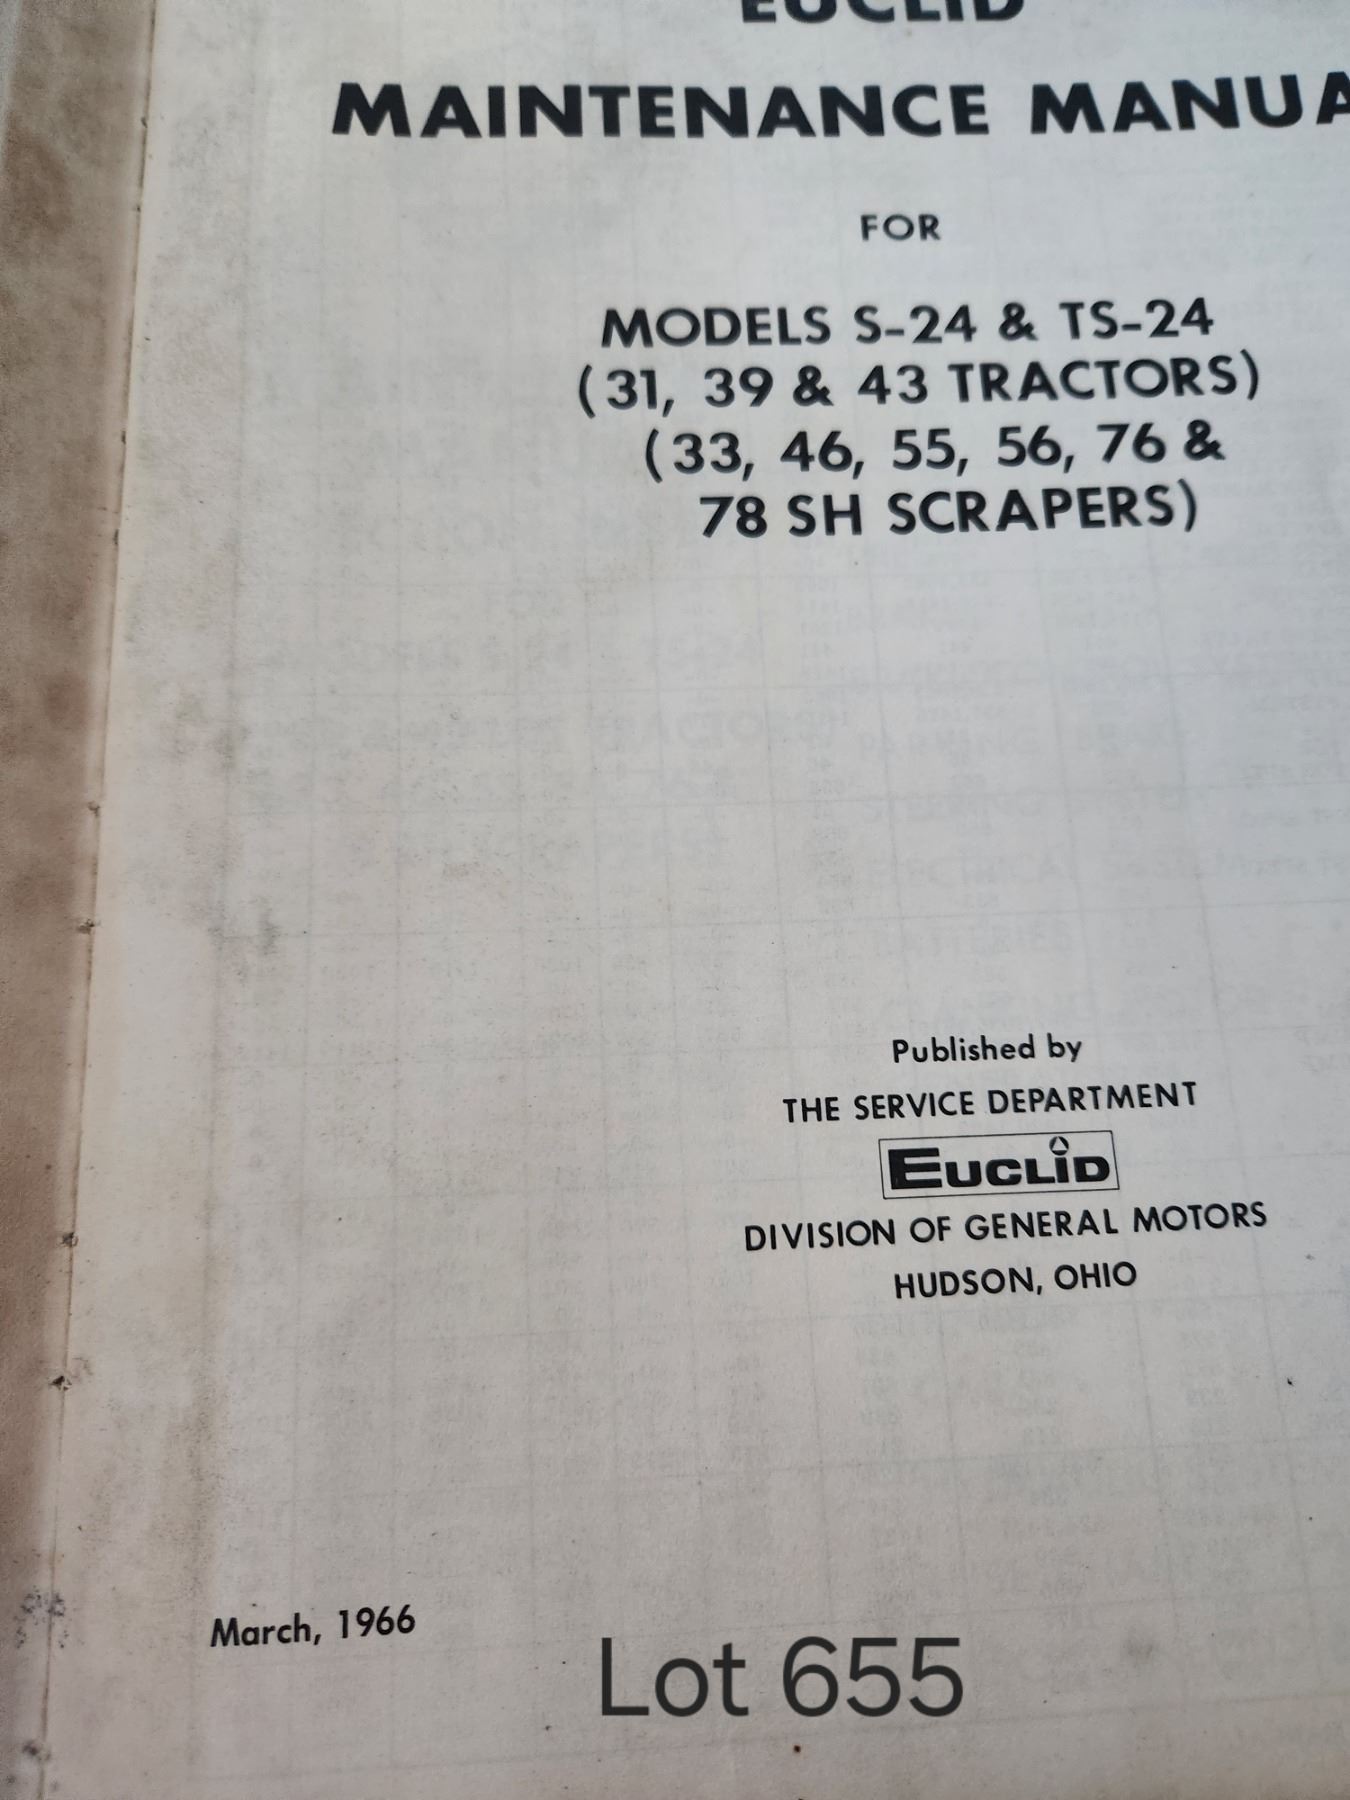 EUCLID
MAINTENANCE MANUA
FOR
MODELS S-24 & TS-24
(31, 39 & 43 TRACTORS)
(33, 46, 55, 56, 76 &
78 SH SCRAPERS)
Published by
THE SERVICE DEPARTMENT
EUCLID
DIVISION OF GENERAL MOTORS
HUDSON, OHIO
March, 1966
Lot 655